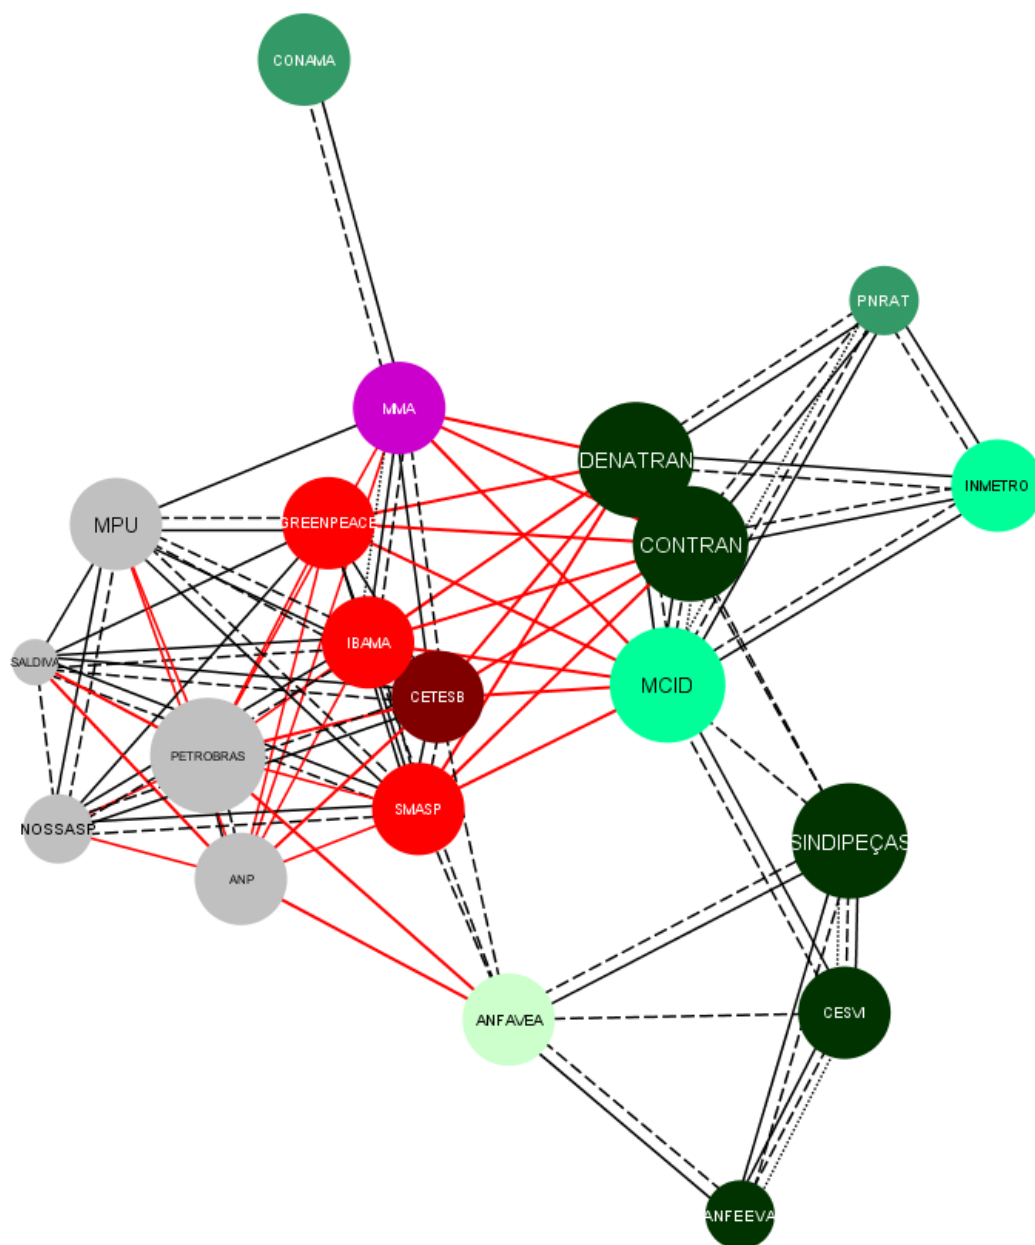 CONAMA
PNRAT
MMA
DENATRAN
INMETRO
MPU
GREENPEACE
CONTRAN
IBAMA
SALDIVA
MCID
CETESB
PETROBRAS
SMASP
NOSSASP
SINDIPEÇAS
ANP
CESVI
ANFAVEA
ANFEEVA